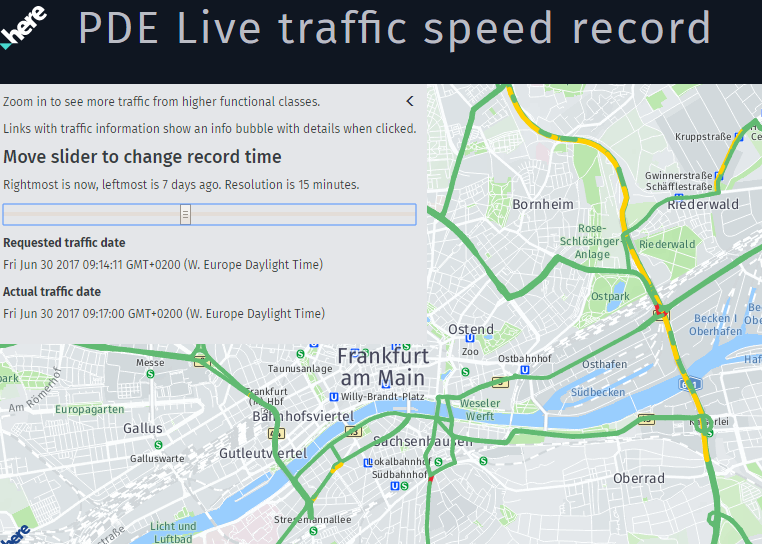 here
PDE Live traffic speed record
Zoom in to see more traffic from higher functional classes.
<
Links with traffic information show an info bubble with details when clicked.
Move slider to change record time
Rightmost is now, leftmost is 7 days ago. Resolution is 15 minutes.
Requested traffic date
Fri Jun 30 2017 09:14:11 GMT+0200 (W. Europe Daylight Time)
Actual traffic date
Fri Jun 30 2017 09:17:00 GMT+0200 (W. Europe Daylight Time)
Kruppstraße
Gwinnerstraße
Schäfflestraße
Riederwald
Bornheim
Rose-
Schlösinger-
Anlage
Riederwald
Ostpark
Becken I
Oberhafen
Ostend
Zoo
Ostbahnhof
Osthafen
Südbecken
Frankfurt
am Main
Messe
Taunusanlage
Am Römerhof
Europagarten
Frankfurt
Hbf
Willy-Brandt-Platz
Weseler
Werft
Bahnhofsviertel
Gallus
Galluswarte
Gutleutviertel
Sachsenhausen
Lokalbahnhof
Südbahnhof
Kaiserlei
Oberrad
Stresemannallee
Licht und
Luftbad
here